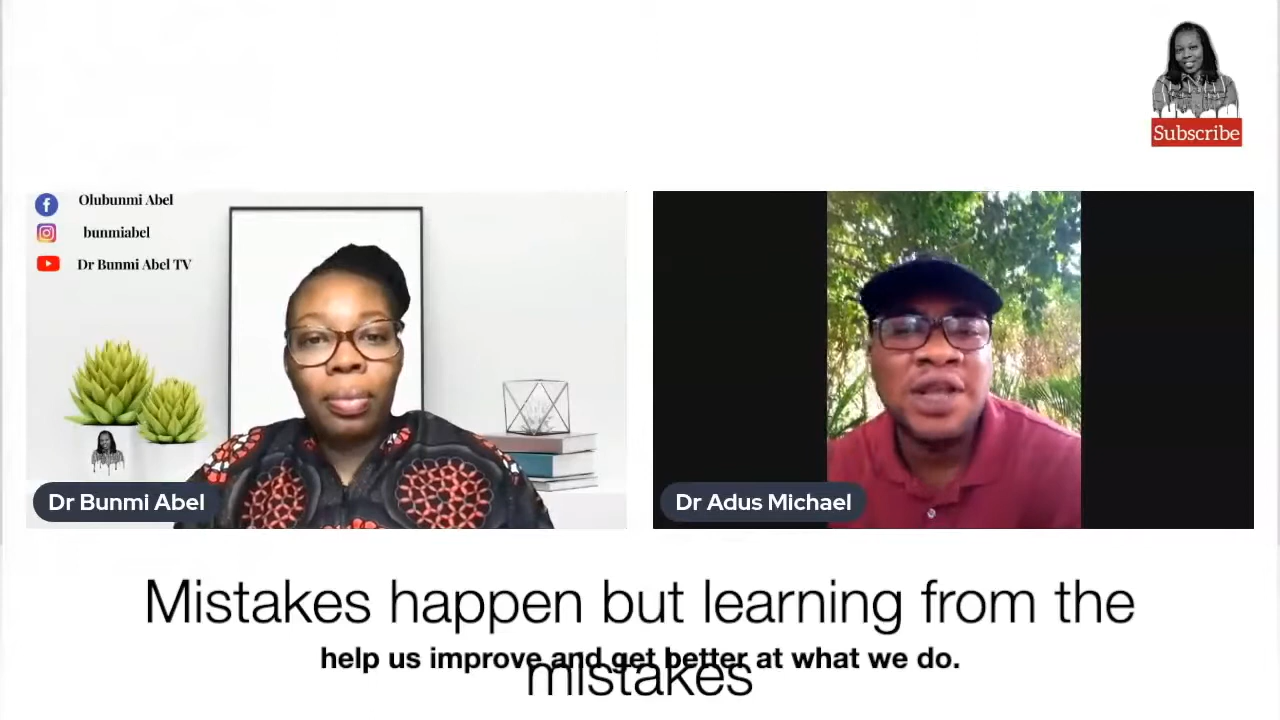 Subscribe
Olubunmi Abel
bunmiabel
Dr Bunmi Abel TV
Dr Bunmi Abel
Dr Adus Michael
Mistakes happen but learning from the
mistakes
help us improve and get better at what we do.